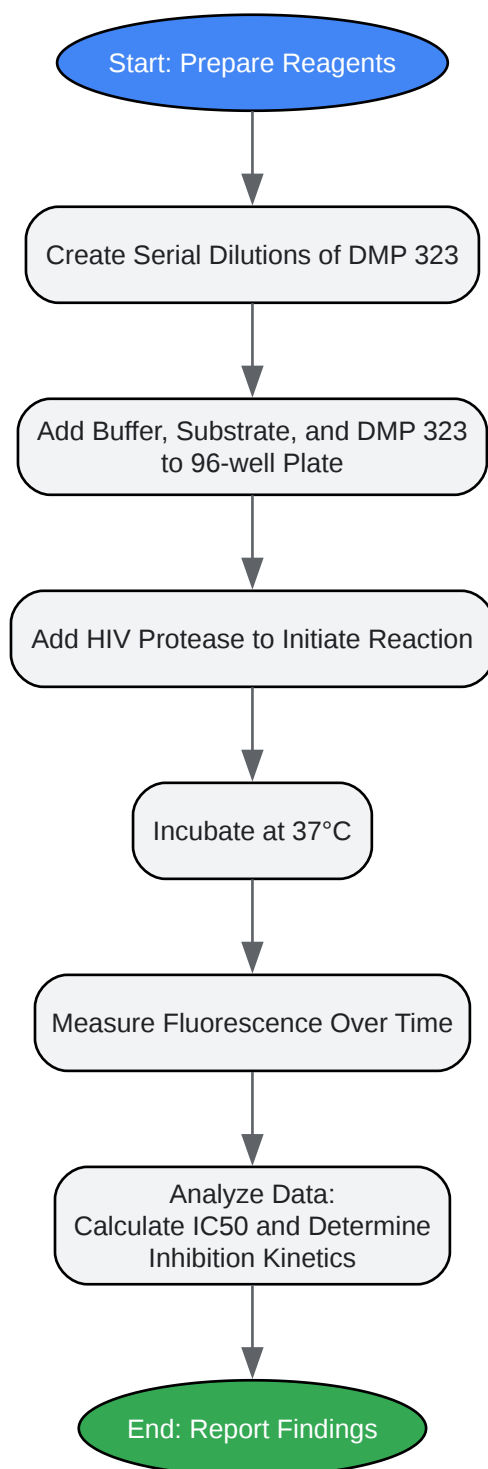 Start: Prepare Reagents
Create Serial Dilutions of DMP 323
Add Buffer, Substrate, and DMP 323
to 96-well Plate
Add HIV Protease to Initiate Reaction
Incubate at 37°C
Measure Fluorescence Over Time
Analyze Data:
Calculate IC50 and Determine
Inhibition Kinetics
End: Report Findings